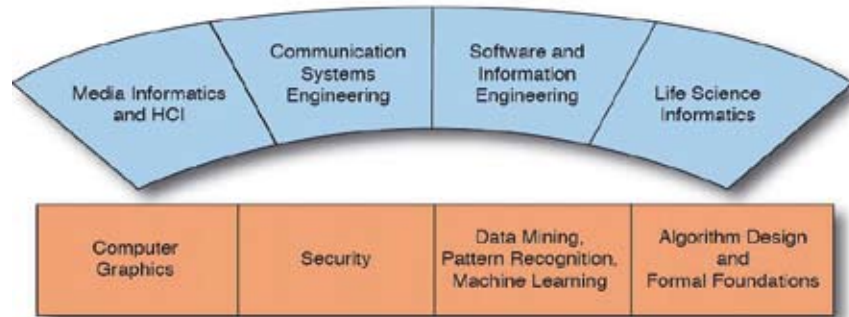 Media Informatics
and HCI
Communication
Systems
Engineering
Software and
Information
Engineering
Life Science
Informatics
Computer
Graphics
Security
Data Mining,
Pattern Recognition,
Machine Learning
Algorithm Design
and
Formal Foundations